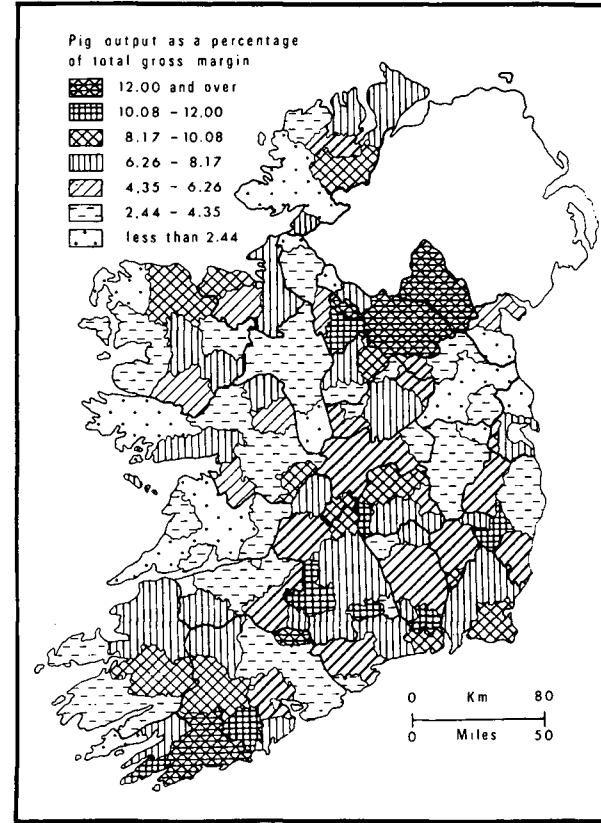 Pig output as a percentage
of total gross margin
12.00 and over
10.08 – 12.00
8.17 – 10.08
6.26 – 8.17
4.35 – 6.26
2.44 – 4.35
less than 2.44
0 Km 80
0 Miles 50